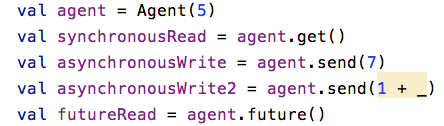 val agent = Agent(5)
val synchronousRead = agent.get()
val asynchronousWrite = agent.send(7)
val asynchronousWrite2 = agent.send(1 + _)
val futureRead = agent.future()